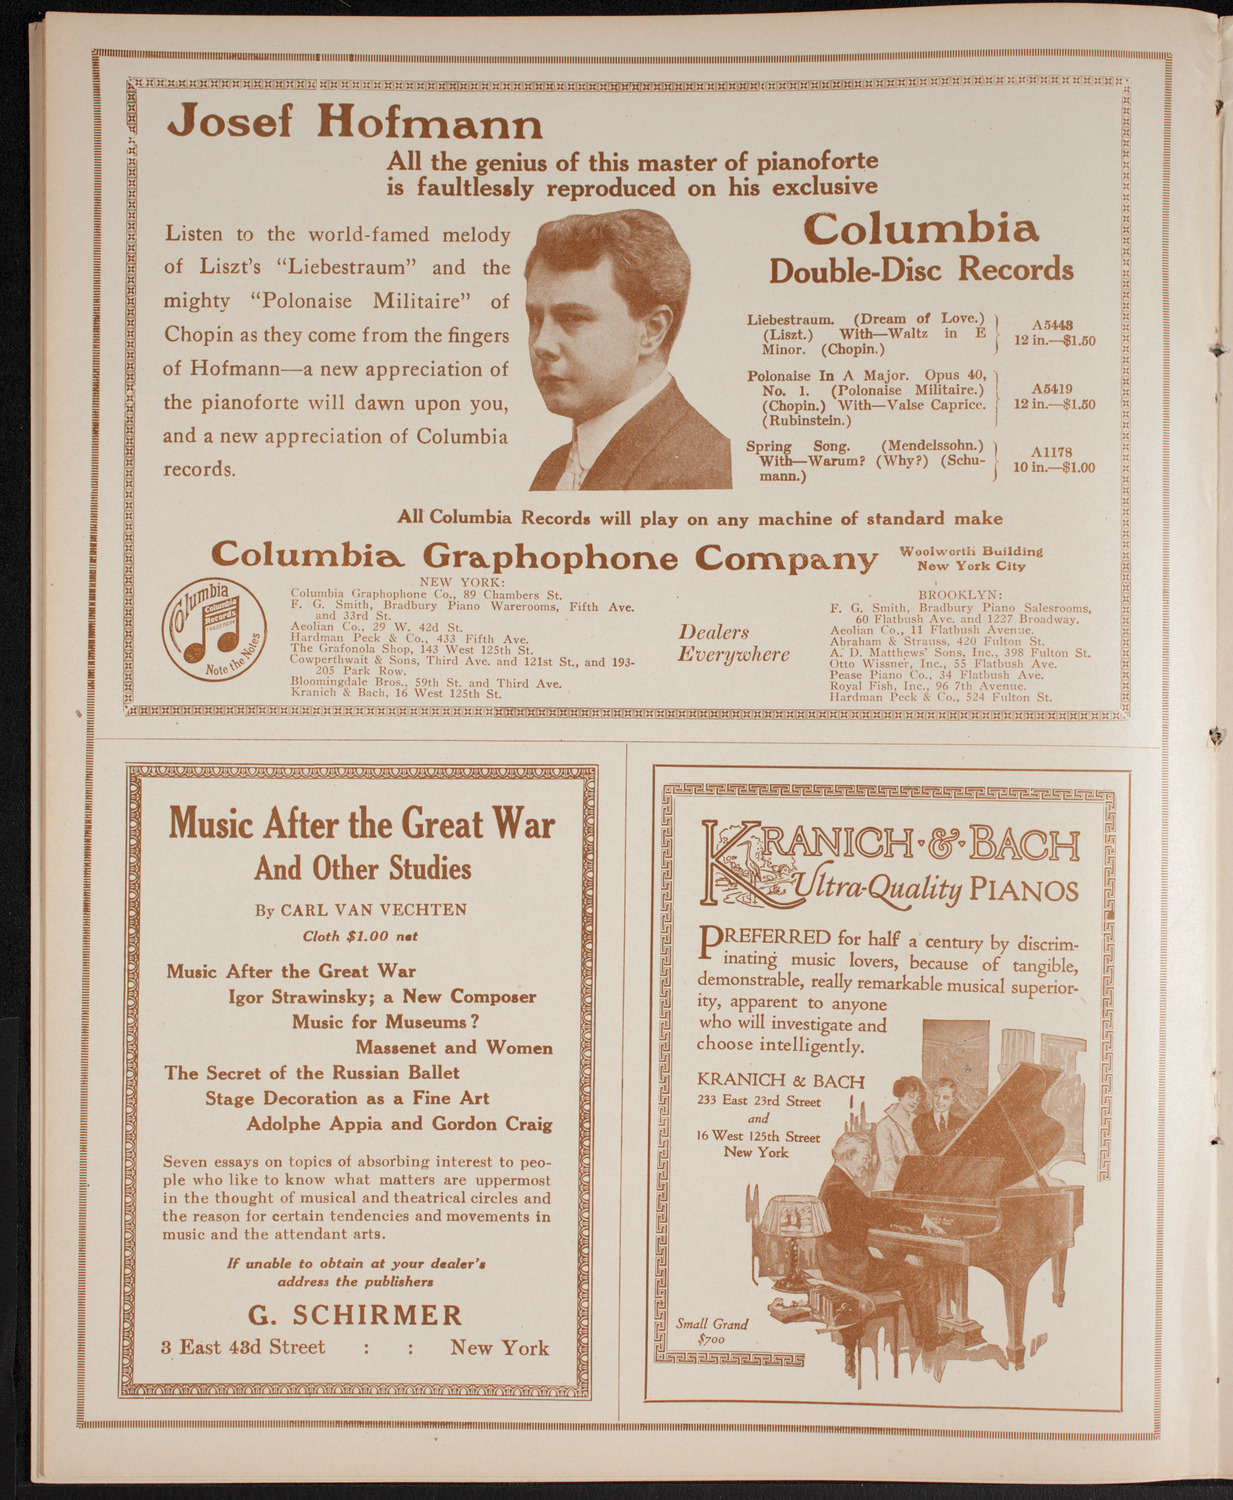 Josef Hofmann
All the genius of this master of pianoforte
is faultlessly reproduced on his exclusive
Listen to the world-famed melody
of Liszt's "Liebestraum" and the
mighty "Polonaise Militaire" of
Chopin as they come from the fingers
of Hofmann—a new appreciation of
the pianoforte will dawn upon you,
and a new appreciation of Columbia
records.
Columbia
Double-Disc Records
Liebestraum. (Dream of Love.)
(Liszt.) With—Waltz in E
Minor. (Chopin.)
A5448
12 in.—$1.50
Polonaise In A Major. Opus 40,
No. 1. (Polonaise Militaire.)
(Chopin.) With—Valse Caprice.
(Rubinstein.)
A5419
12 in.—$1.50
Spring Song. (Mendelssohn.)
With—Warum? (Why?) (Schu-
mann.)
A1178
10 in.—$1.00
All Columbia Records will play on any machine of standard make
Columbia Graphophone Company
Woolworth Building
New York City
Columbia
Columbia
Records
TRADE MARK
Note the Notes
NEW YORK:
Columbia Graphophone Co., 89 Chambers St.
F. G. Smith, Bradbury Piano Warerooms, Fifth Ave.
and 33rd St.
Aeolian Co., 29 W. 42d St.
Hardman Peck & Co., 433 Fifth Ave.
The Grafonola Shop, 143 West 125th St.
Cowperthwait & Sons, Third Ave. and 121st St., and 193-
205 Park Row.
Bloomingdale Bros., 59th St. and Third Ave.
Kranich & Bach, 16 West 125th St.
Dealers
Everywhere
BROOKLYN:
F. G. Smith, Bradbury Piano Salesrooms,
60 Flatbush Ave. and 1227 Broadway.
Aeolian Co., 11 Flatbush Avenue.
Abraham & Strauss, 420 Fulton St.
A. D. Matthews' Sons, Inc., 398 Fulton St.
Otto Wissner, Inc., 55 Flatbush Ave.
Pease Piano Co., 34 Flatbush Ave.
Royal Fish, Inc., 96 7th Avenue.
Hardman Peck & Co., 524 Fulton St.
Music After the Great War
And Other Studies
By CARL VAN VECHTEN
Cloth $1.00 net
Music After the Great War
Igor Strawinsky; a New Composer
Music for Museums?
Massenet and Women
The Secret of the Russian Ballet
Stage Decoration as a Fine Art
Adolphe Appia and Gordon Craig
Seven essays on topics of absorbing interest to peo-
ple who like to know what matters are uppermost
in the thought of musical and theatrical circles and
the reason for certain tendencies and movements in
music and the attendant arts.
If unable to obtain at your dealer's
address the publishers
G. SCHIRMER
3 East 43d Street : : New York
KRANICH & BACH
Ultra-Quality PIANOS
PREFERRED for half a century by discrim-
inating music lovers, because of tangible,
demonstrable, really remarkable musical superior-
ity, apparent to anyone
who will investigate and
choose intelligently.
KRANICH & BACH
233 East 23rd Street
and
16 West 125th Street
New York
Small Grand
$700